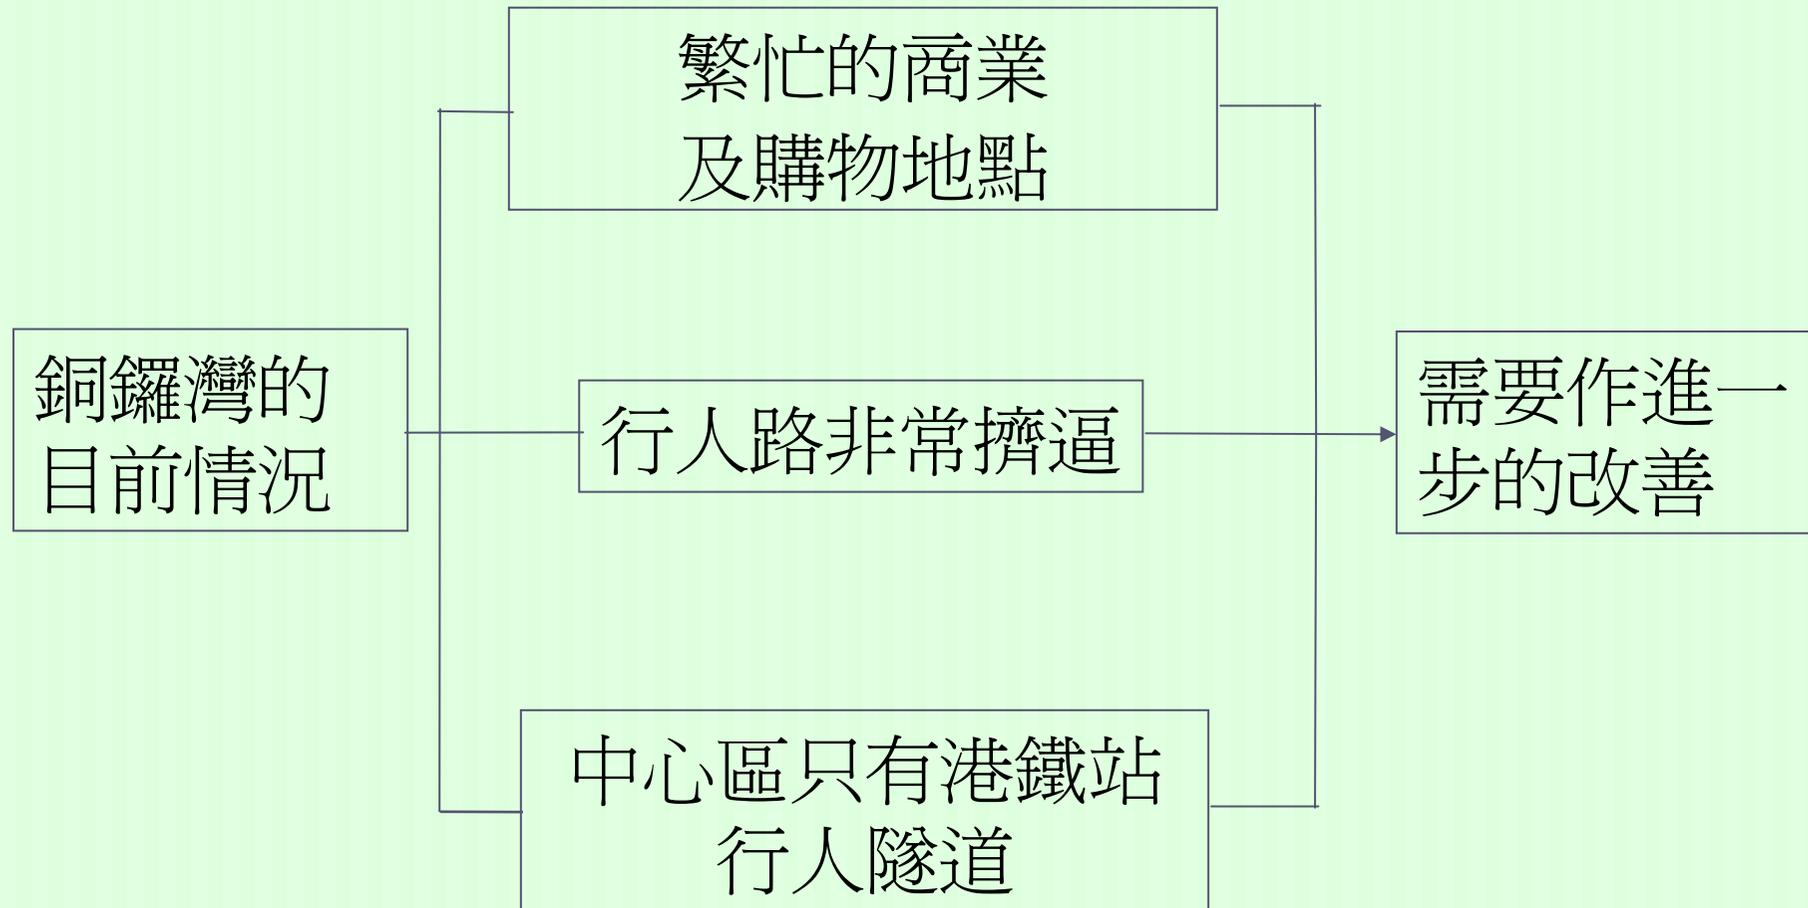 繁忙的商業
及購物地點
銅鑼灣的
目前情況
行人路非常擠逼
需要作進一
步的改善
中心區只有港鐵站
行人隧道